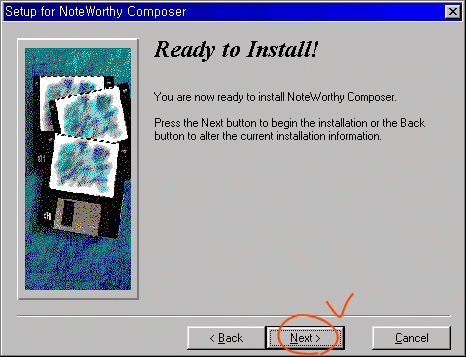 Setup for NoteWorthy Composer
Ready to Install!
You are now ready to install NoteWorthy Composer.
Press the Next button to begin the installation or the Back
button to alter the current installation information.
< Back
Next >
Cancel